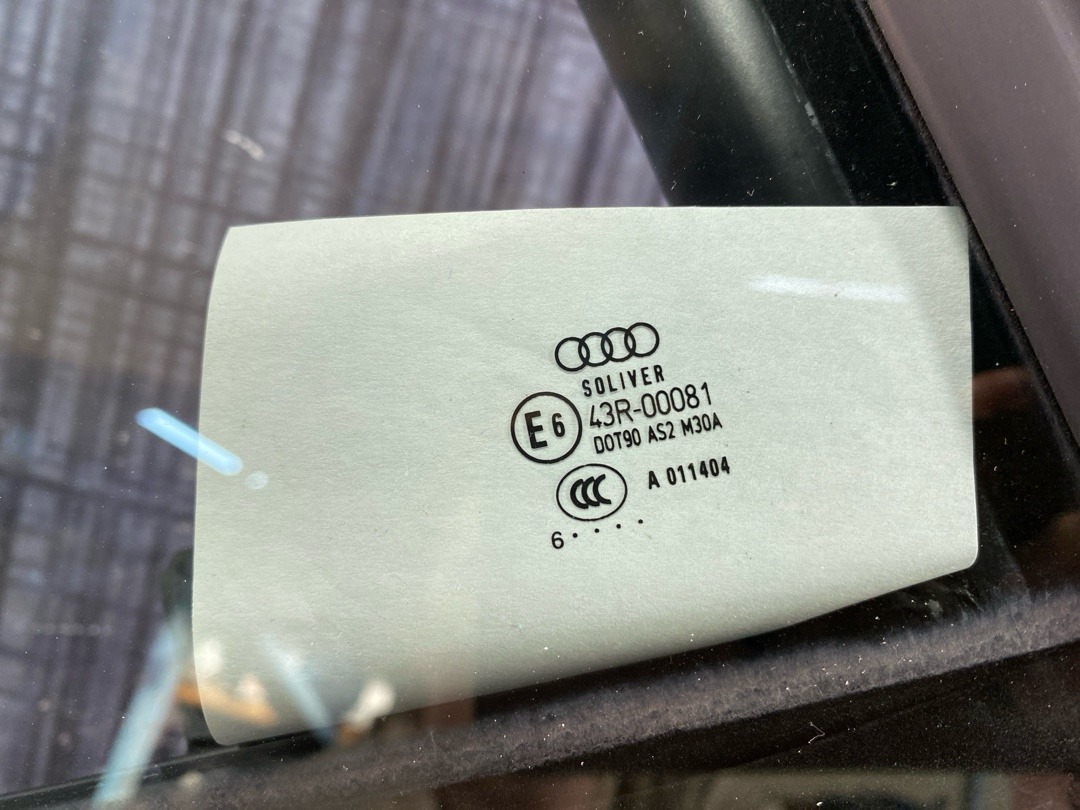 SOLIVER
E6 43R-00081
DOT90 AS2 M30A
CCC A 011404
6· · · ·